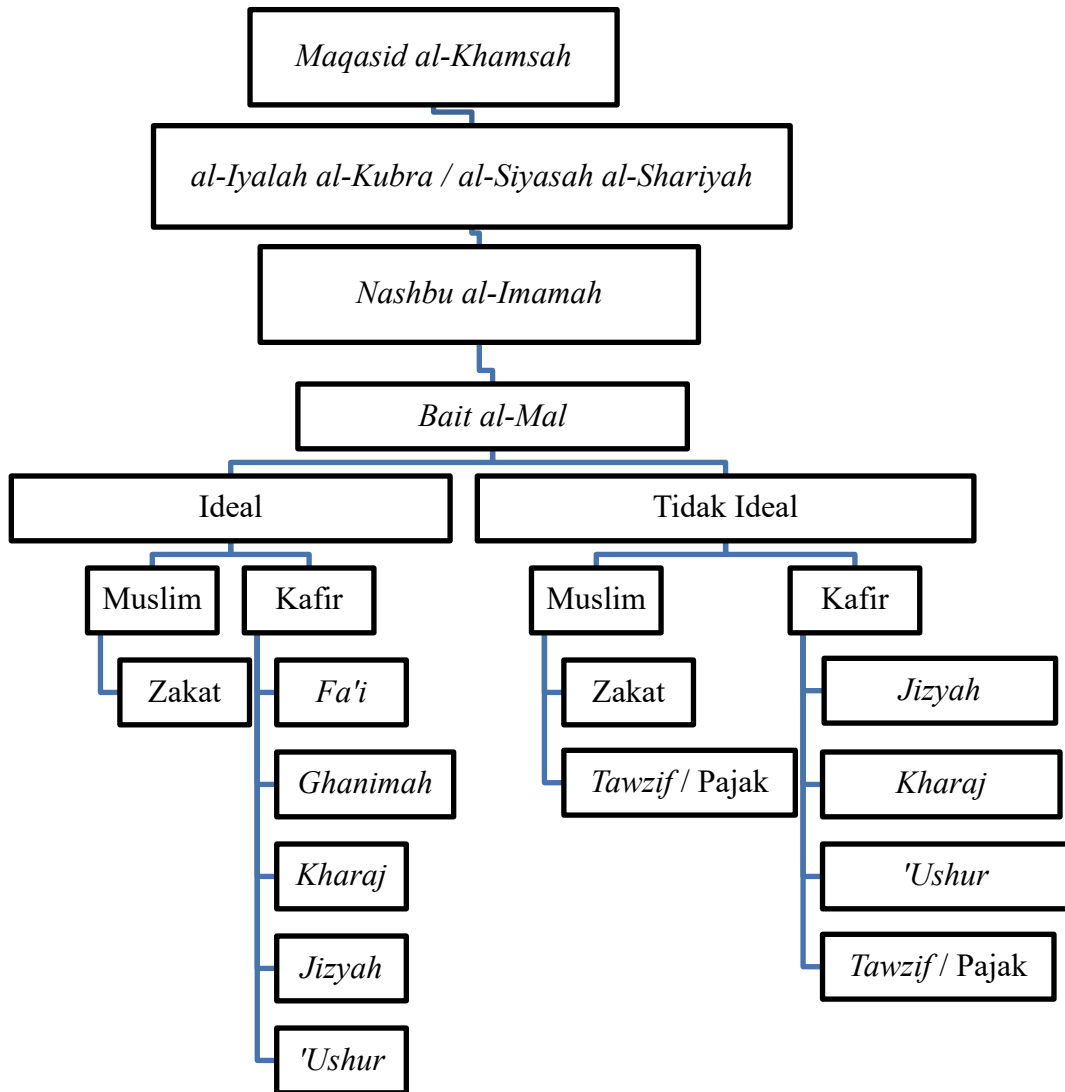 Maqasid al-Khamsah
al-Iyalah al-Kubra / al-Siyasah al-Shariyah
Nashbu al-Imamah
Bait al-Mal
Ideal
Tidak Ideal
Muslim
Kafir
Muslim
Kafir
Zakat
Fa'i
Ghanimah
Kharaj
Jizyah
'Ushur
Zakat
Tawzif / Pajak
Jizyah
Kharaj
'Ushur
Tawzif / Pajak